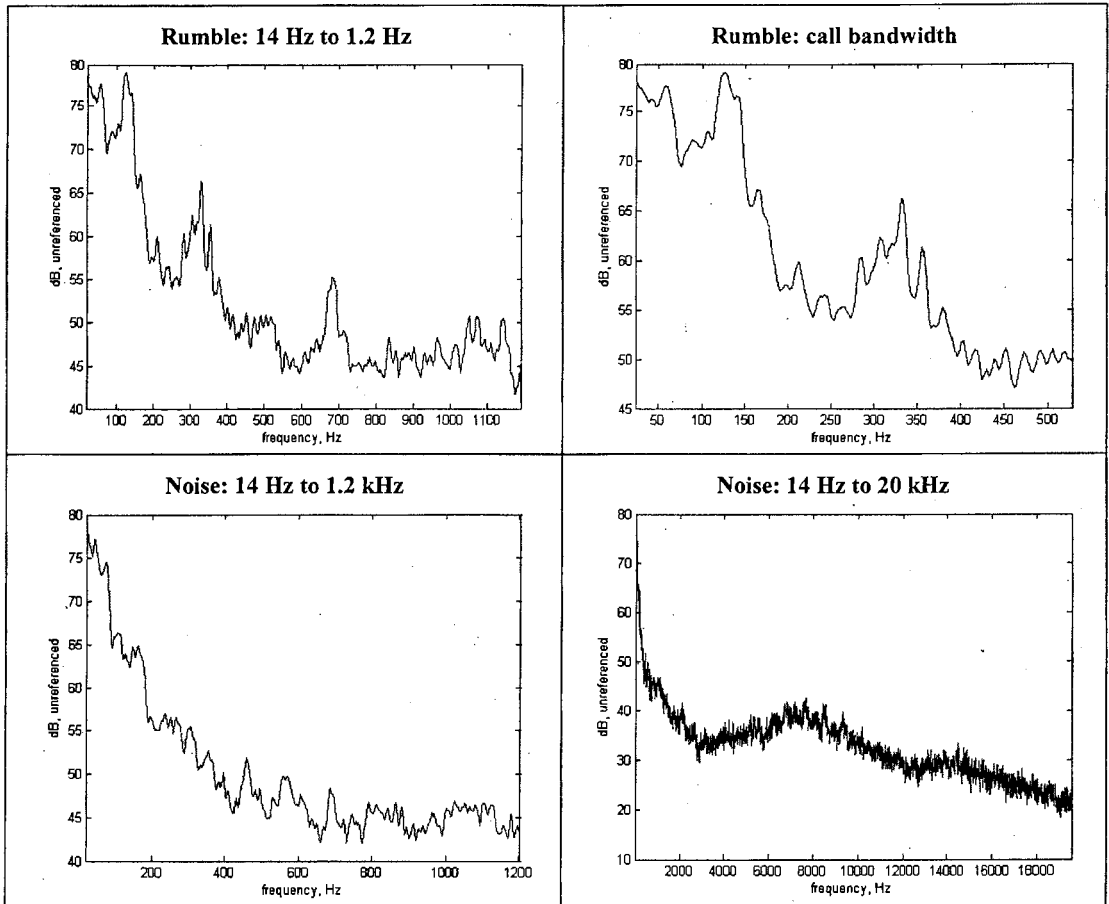 Rumble: 14 Hz to 1.2 Hz
80
75
70
65
60
55
50
45
40
dB, unreferenced
100 200 300 400 500 600 700 800 900 1000 1100
frequency, Hz
Rumble: call bandwidth
80
75
70
65
60
55
50
45
dB, unreferenced
50 100 150 200 250 300 350 400 450 500
frequency, Hz
Noise: 14 Hz to 1.2 kHz
80
75
70
65
60
55
50
45
40
dB, unreferenced
200 400 600 800 1000 1200
frequency, Hz
Noise: 14 Hz to 20 kHz
80
70
60
50
40
30
20
10
dB, unreferenced
2000 4000 6000 8000 10000 12000 14000 16000 18000
frequency, Hz